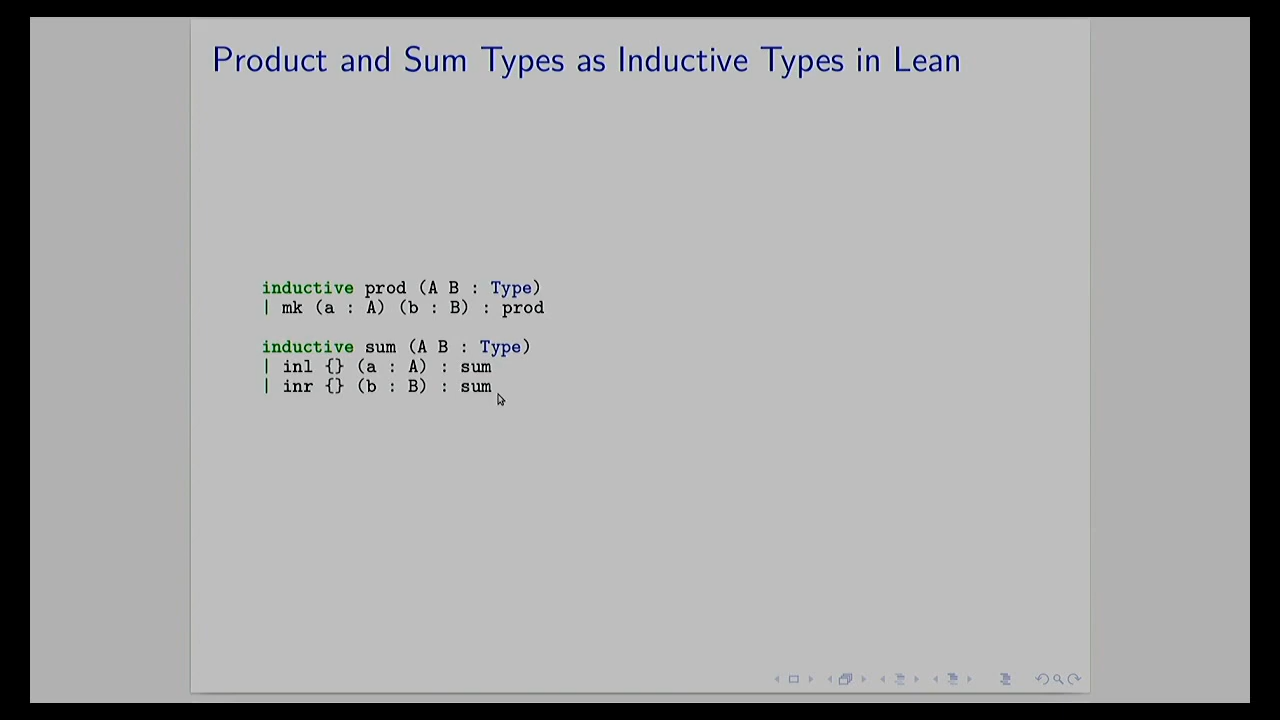 Product and Sum Types as Inductive Types in Lean
inductive prod (A B : Type)
| mk (a : A) (b : B) : prod
inductive sum (A B : Type)
| inl {} (a : A) : sum
| inr {} (b : B) : sum